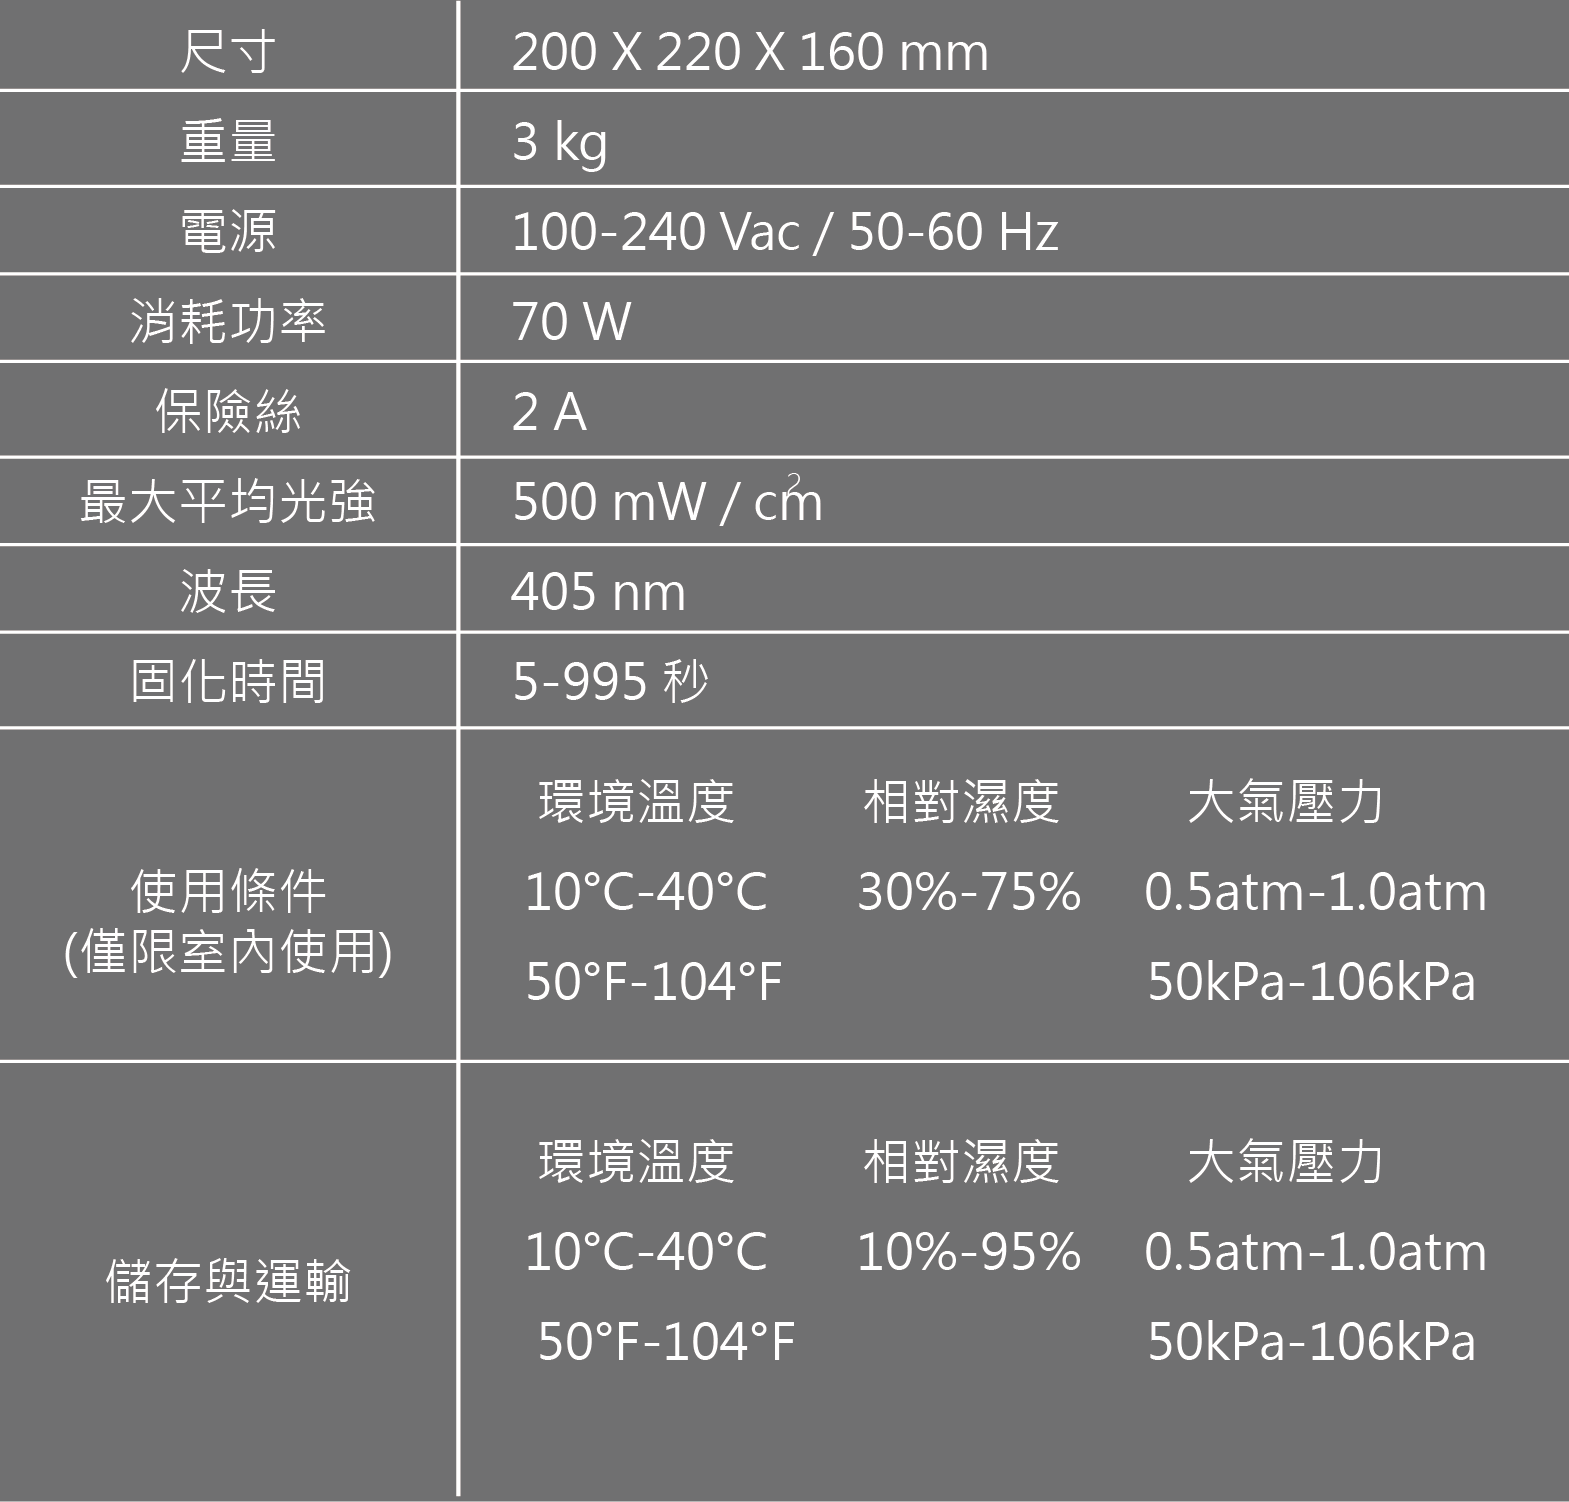 尺寸 200 X 220 X 160 mm
重量 3 kg
電源 100-240 Vac / 50-60 Hz
消耗功率 70 W
保險絲 2 A
最大平均光強 500 mW / cm²
波長 405 nm
固化時間 5-995 秒
使用條件
(僅限室內使用)
環境溫度 相對濕度 大氣壓力
10°C-40°C 30%-75% 0.5atm-1.0atm
50°F-104°F 50kPa-106kPa
儲存與運輸
環境溫度 相對濕度 大氣壓力
10°C-40°C 10%-95% 0.5atm-1.0atm
50°F-104°F 50kPa-106kPa